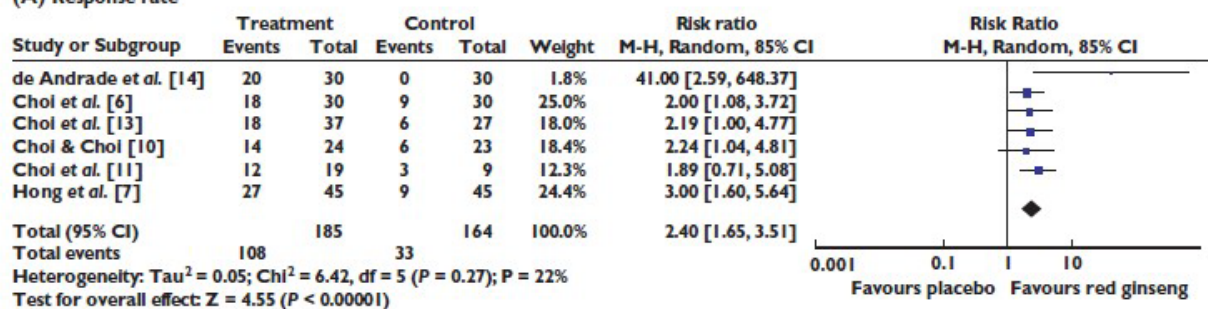 (A) Response rate
Treatment Control Risk ratio Risk Ratio
Study or Subgroup Events Total Events Total Weight M-H, Random, 85% CI M-H, Random, 85% CI
de Andrade et al. [14] 20 30 0 30 1.8% 41.00 [2.59, 648.37]
Choi et al. [6] 18 30 9 30 25.0% 2.00 [1.08, 3.72]
Choi et al. [13] 18 37 6 27 18.0% 2.19 [1.00, 4.77]
Choi & Choi [10] 14 24 6 23 18.4% 2.24 [1.04, 4.81]
Choi et al. [11] 12 19 3 9 12.3% 1.89 [0.71, 5.08]
Hong et al. [7] 27 45 9 45 24.4% 3.00 [1.60, 5.64]
Total (95% CI) 185 164 100.0% 2.40 [1.65, 3.51]
Total events 108 33
Heterogeneity: Tau² = 0.05; Chi² = 6.42, df = 5 (P = 0.27); P = 22%
Test for overall effect: Z = 4.55 (P < 0.00001)
0.001 0.1 1 10
Favours placebo Favours red ginseng